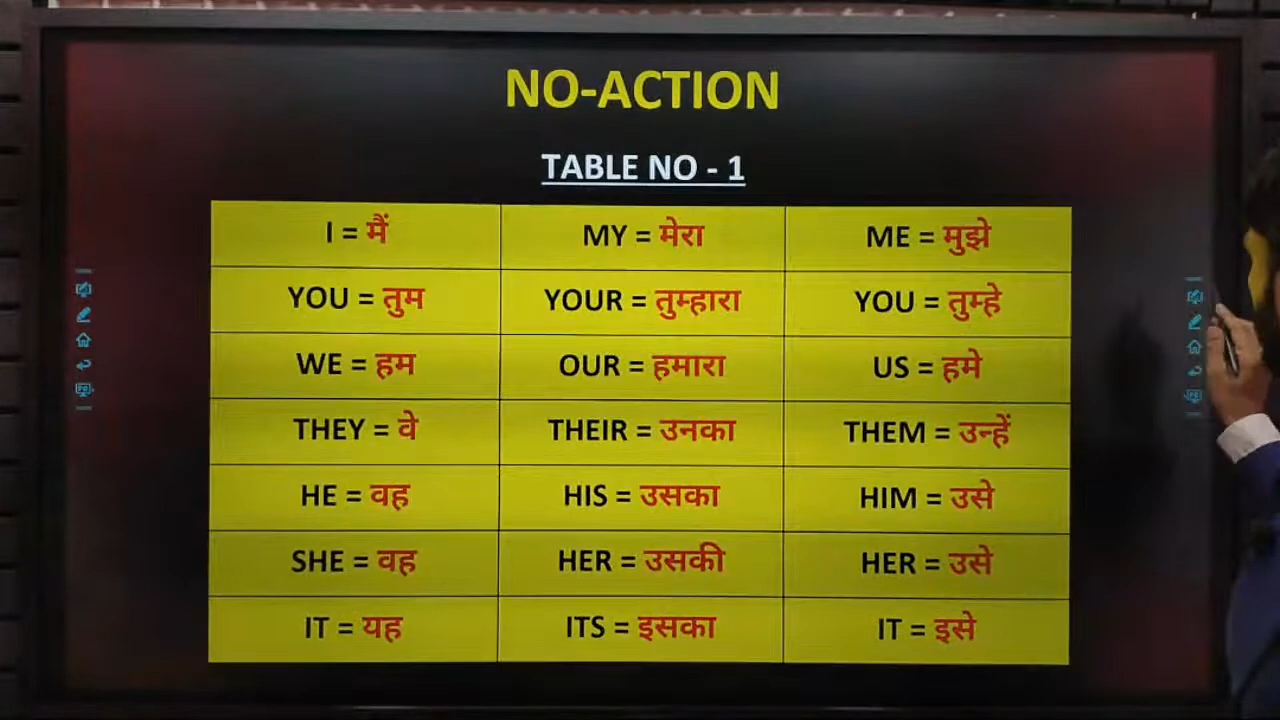 NO-ACTION
TABLE NO - 1
I = मैं MY = मेरा ME = मुझे
YOU = तुम YOUR = तुम्हारा YOU = तुम्हे
WE = हम OUR = हमारा US = हमे
THEY = वे THEIR = उनका THEM = उन्हें
HE = वह HIS = उसका HIM = उसे
SHE = वह HER = उसकी HER = उसे
IT = यह ITS = इसका IT = इसे